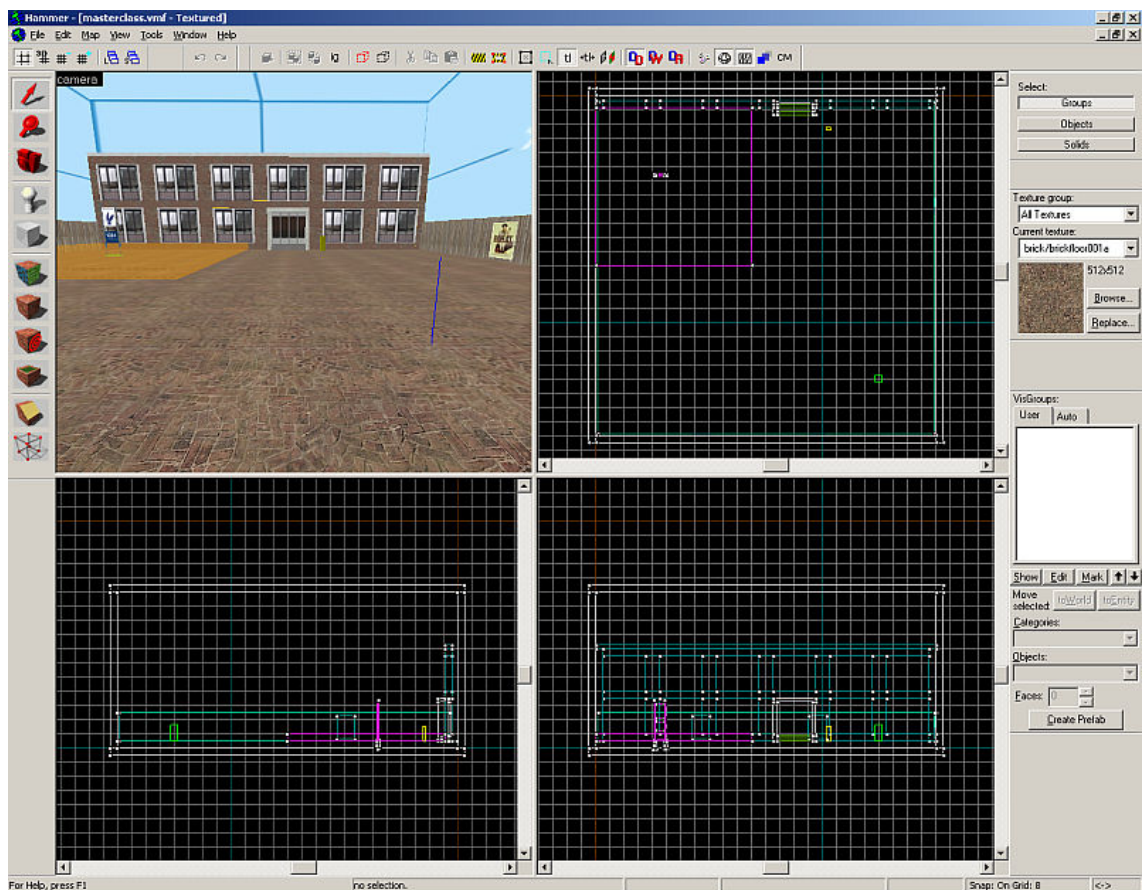 Hammer - [masterclass.vmf - Textured]
File Edit Map View Tools Window Help
camera
Select:
Groups
Objects
Solids
Texture group:
All Textures
Current texture:
brick/brickfloor001a
512x512
Browse...
Replace...
VisGroups:
User Auto
Show Edit Mark
Move selected: toWorld toEntity
Categories:
Objects:
Faces: 0
Create Prefab
For Help, press F1 no selection. Snap: On Grid: 8 <->